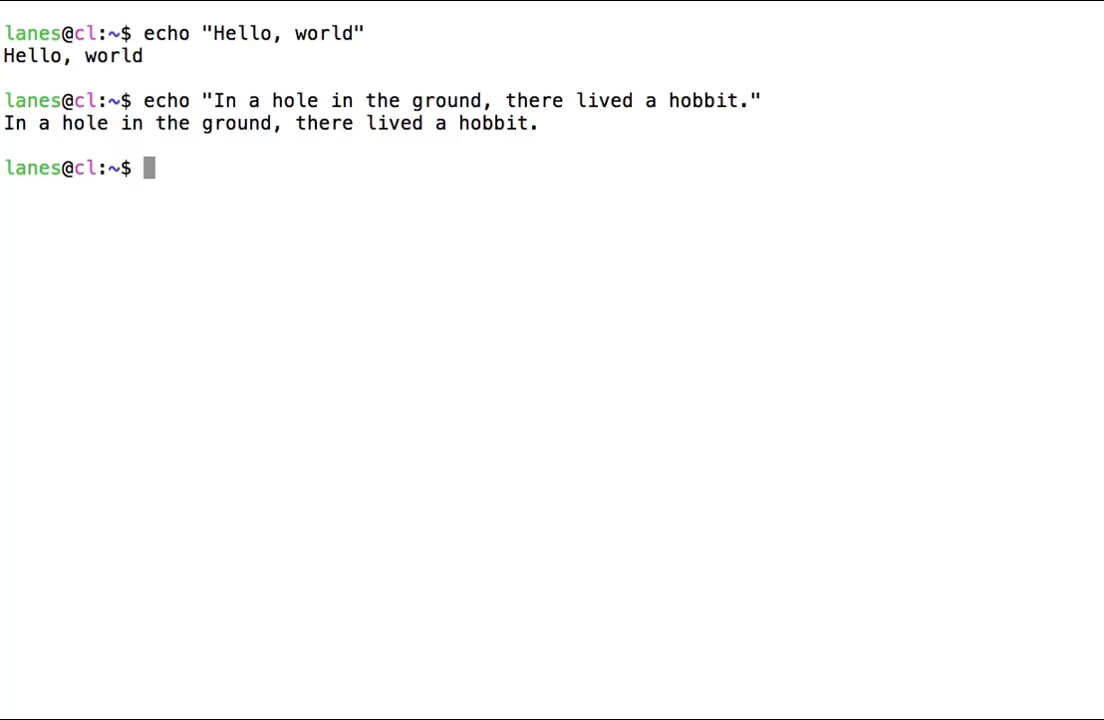 lanes@cl:~$ echo "Hello, world"
Hello, world
lanes@cl:~$ echo "In a hole in the ground, there lived a hobbit."
In a hole in the ground, there lived a hobbit.
lanes@cl:~$